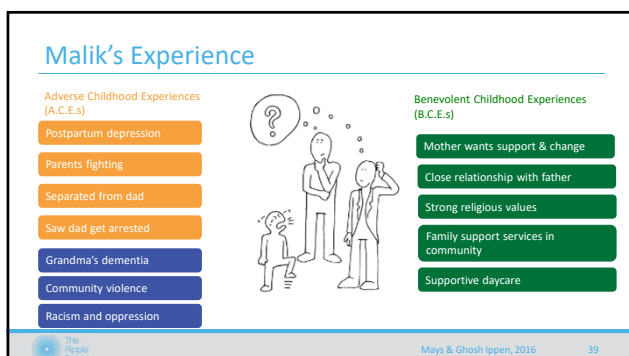 Malik's Experience
Adverse Childhood Experiences
(A.C.E.s)
Postpartum depression
Parents fighting
Separated from dad
Saw dad get arrested
Grandma's dementia
Community violence
Racism and oppression
?
Benevolent Childhood Experiences
(B.C.E.s)
Mother wants support & change
Close relationship with father
Strong religious values
Family support services in
community
Supportive daycare
The
Ripple
Mays & Ghosh Ippen, 2016
39